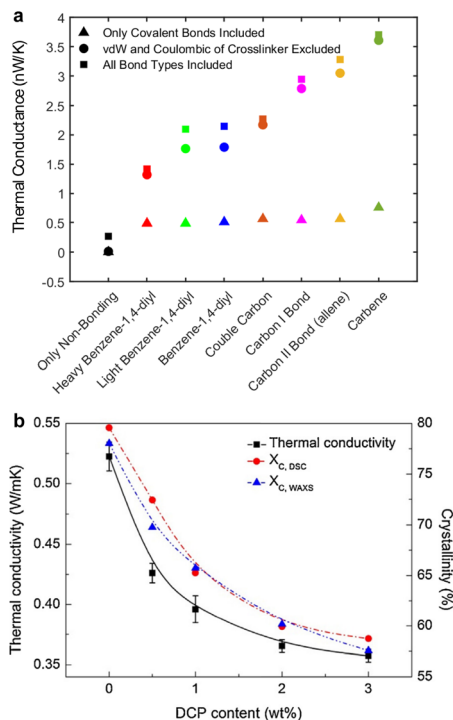 a
Only Covalent Bonds Included
vdW and Coulombic of Crosslinker Excluded
All Bond Types Included
Thermal Conductance (nW/K)
4
3.5
3
2.5
2
1.5
1
0.5
0
-0.5
Only Non-Bonding
Heavy Benzene-1,4-diyl
Light Benzene-1,4-diyl
Benzene-1,4-diyl
Couble Carbon
Carbon I Bond
Carbon II Bond (allene)
Carbene
b
Thermal conductivity
XC, DSC
XC, WAXS
Thermal conductivity (W/mK)
0.55
0.50
0.45
0.40
0.35
Crystallinity (%)
80
75
70
65
60
55
0 1 2 3
DCP content (wt%)